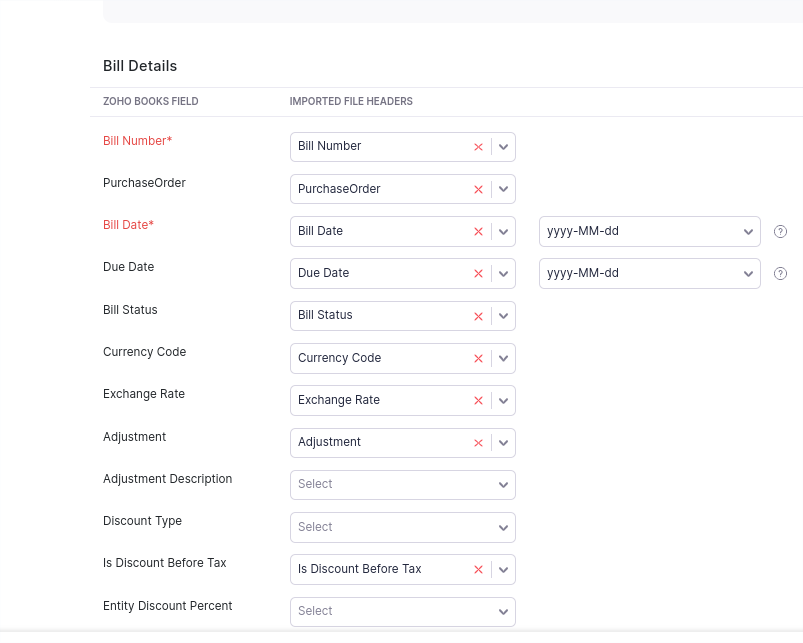 Bill Details
ZOHO BOOKS FIELD IMPORTED FILE HEADERS
Bill Number* Bill Number
PurchaseOrder PurchaseOrder
Bill Date* Bill Date yyyy-MM-dd ?
Due Date Due Date yyyy-MM-dd ?
Bill Status Bill Status
Currency Code Currency Code
Exchange Rate Exchange Rate
Adjustment Adjustment
Adjustment Description Select
Discount Type Select
Is Discount Before Tax Is Discount Before Tax
Entity Discount Percent Select